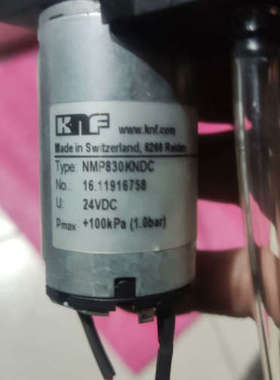 KNF www.knf.com
Made in Switzerland, 6260 Reiden
Type: NMP830KNDC
No.: 16.11916758
U: 24VDC
Pmax +100kPa (1.0bar)